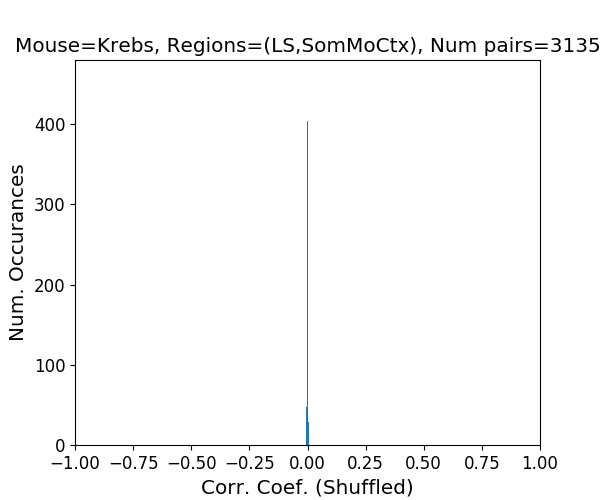 Mouse=Krebs, Regions=(LS,SomMoCtx), Num pairs=3135
400
300
200
100
0
Num. Occurances
−1.00 −0.75 −0.50 −0.25 0.00 0.25 0.50 0.75 1.00
Corr. Coef. (Shuffled)